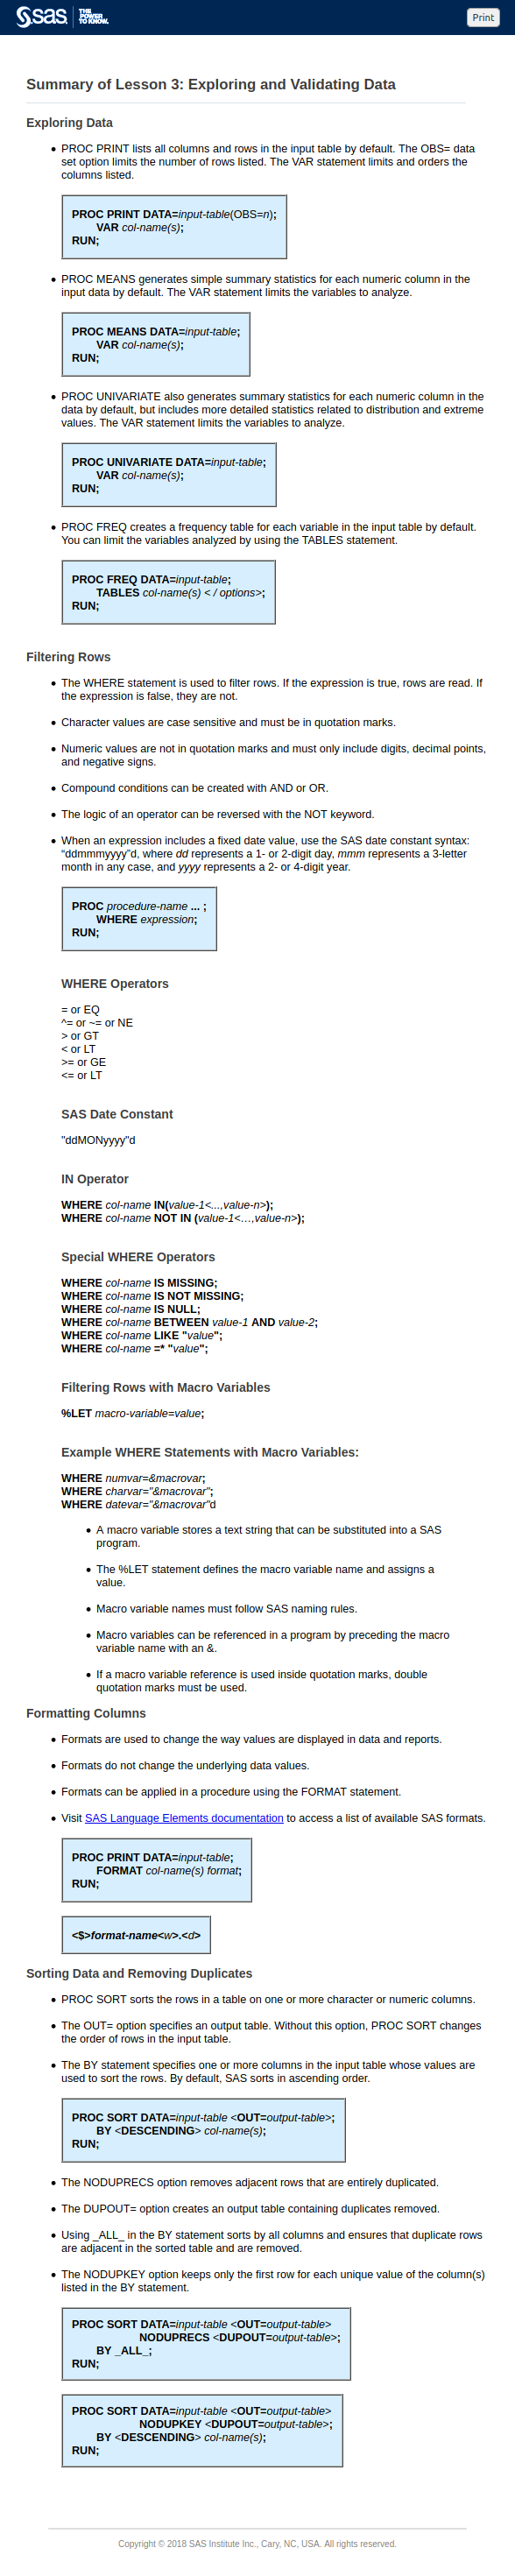 sas THE POWER TO KNOW. Print
Summary of Lesson 3: Exploring and Validating Data
Exploring Data
• PROC PRINT lists all columns and rows in the input table by default. The OBS= data
set option limits the number of rows listed. The VAR statement limits and orders the
columns listed.
PROC PRINT DATA=input-table(OBS=n);
VAR col-name(s);
RUN;
• PROC MEANS generates simple summary statistics for each numeric column in the
input data by default. The VAR statement limits the variables to analyze.
PROC MEANS DATA=input-table;
VAR col-name(s);
RUN;
• PROC UNIVARIATE also generates summary statistics for each numeric column in the
data by default, but includes more detailed statistics related to distribution and extreme
values. The VAR statement limits the variables to analyze.
PROC UNIVARIATE DATA=input-table;
VAR col-name(s);
RUN;
• PROC FREQ creates a frequency table for each variable in the input table by default.
You can limit the variables analyzed by using the TABLES statement.
PROC FREQ DATA=input-table;
TABLES col-name(s) < / options>;
RUN;
Filtering Rows
• The WHERE statement is used to filter rows. If the expression is true, rows are read. If
the expression is false, they are not.
• Character values are case sensitive and must be in quotation marks.
• Numeric values are not in quotation marks and must only include digits, decimal points,
and negative signs.
• Compound conditions can be created with AND or OR.
• The logic of an operator can be reversed with the NOT keyword.
• When an expression includes a fixed date value, use the SAS date constant syntax:
“ddmmmyyyy”d, where dd represents a 1- or 2-digit day, mmm represents a 3-letter
month in any case, and yyyy represents a 2- or 4-digit year.
PROC procedure-name ... ;
WHERE expression;
RUN;
WHERE Operators
= or EQ
^= or ~= or NE
> or GT
< or LT
>= or GE
<= or LT
SAS Date Constant
"ddMONyyyy"d
IN Operator
WHERE col-name IN(value-1<...,value-n>);
WHERE col-name NOT IN (value-1<…,value-n>);
Special WHERE Operators
WHERE col-name IS MISSING;
WHERE col-name IS NOT MISSING;
WHERE col-name IS NULL;
WHERE col-name BETWEEN value-1 AND value-2;
WHERE col-name LIKE "value";
WHERE col-name =* "value";
Filtering Rows with Macro Variables
%LET macro-variable=value;
Example WHERE Statements with Macro Variables:
WHERE numvar=&macrovar;
WHERE charvar="&macrovar";
WHERE datevar="&macrovar"d
• A macro variable stores a text string that can be substituted into a SAS
program.
• The %LET statement defines the macro variable name and assigns a
value.
• Macro variable names must follow SAS naming rules.
• Macro variables can be referenced in a program by preceding the macro
variable name with an &.
• If a macro variable reference is used inside quotation marks, double
quotation marks must be used.
Formatting Columns
• Formats are used to change the way values are displayed in data and reports.
• Formats do not change the underlying data values.
• Formats can be applied in a procedure using the FORMAT statement.
• Visit SAS Language Elements documentation to access a list of available SAS formats.
PROC PRINT DATA=input-table;
FORMAT col-name(s) format;
RUN;
<$>format-name<w>.<d>
Sorting Data and Removing Duplicates
• PROC SORT sorts the rows in a table on one or more character or numeric columns.
• The OUT= option specifies an output table. Without this option, PROC SORT changes
the order of rows in the input table.
• The BY statement specifies one or more columns in the input table whose values are
used to sort the rows. By default, SAS sorts in ascending order.
PROC SORT DATA=input-table <OUT=output-table>;
BY <DESCENDING> col-name(s);
RUN;
• The NODUPRECS option removes adjacent rows that are entirely duplicated.
• The DUPOUT= option creates an output table containing duplicates removed.
• Using _ALL_ in the BY statement sorts by all columns and ensures that duplicate rows
are adjacent in the sorted table and are removed.
• The NODUPKEY option keeps only the first row for each unique value of the column(s)
listed in the BY statement.
PROC SORT DATA=input-table <OUT=output-table>
NODUPRECS <DUPOUT=output-table>;
BY _ALL_;
RUN;
PROC SORT DATA=input-table <OUT=output-table>
NODUPKEY <DUPOUT=output-table>;
BY <DESCENDING> col-name(s);
RUN;
Copyright © 2018 SAS Institute Inc., Cary, NC, USA. All rights reserved.